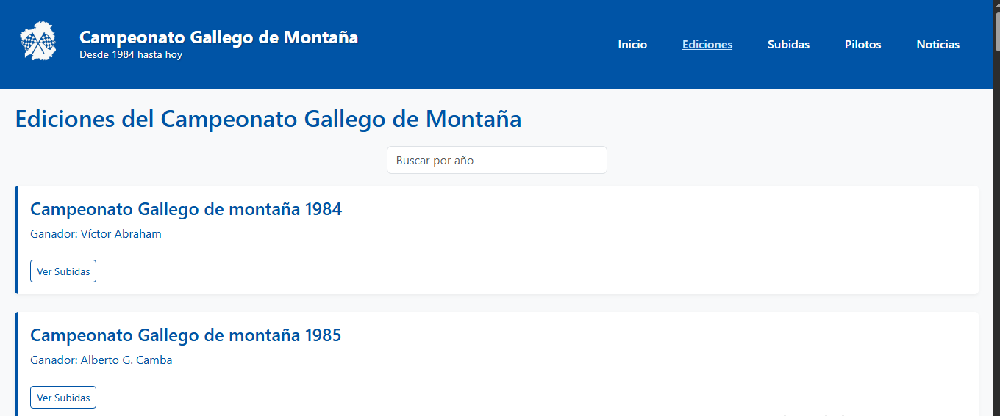 Campeonato Gallego de Montaña
Desde 1984 hasta hoy
Inicio Ediciones Subidas Pilotos Noticias
Ediciones del Campeonato Gallego de Montaña
Buscar por año
Campeonato Gallego de montaña 1984
Ganador: Víctor Abraham
Ver Subidas
Campeonato Gallego de montaña 1985
Ganador: Alberto G. Camba
Ver Subidas